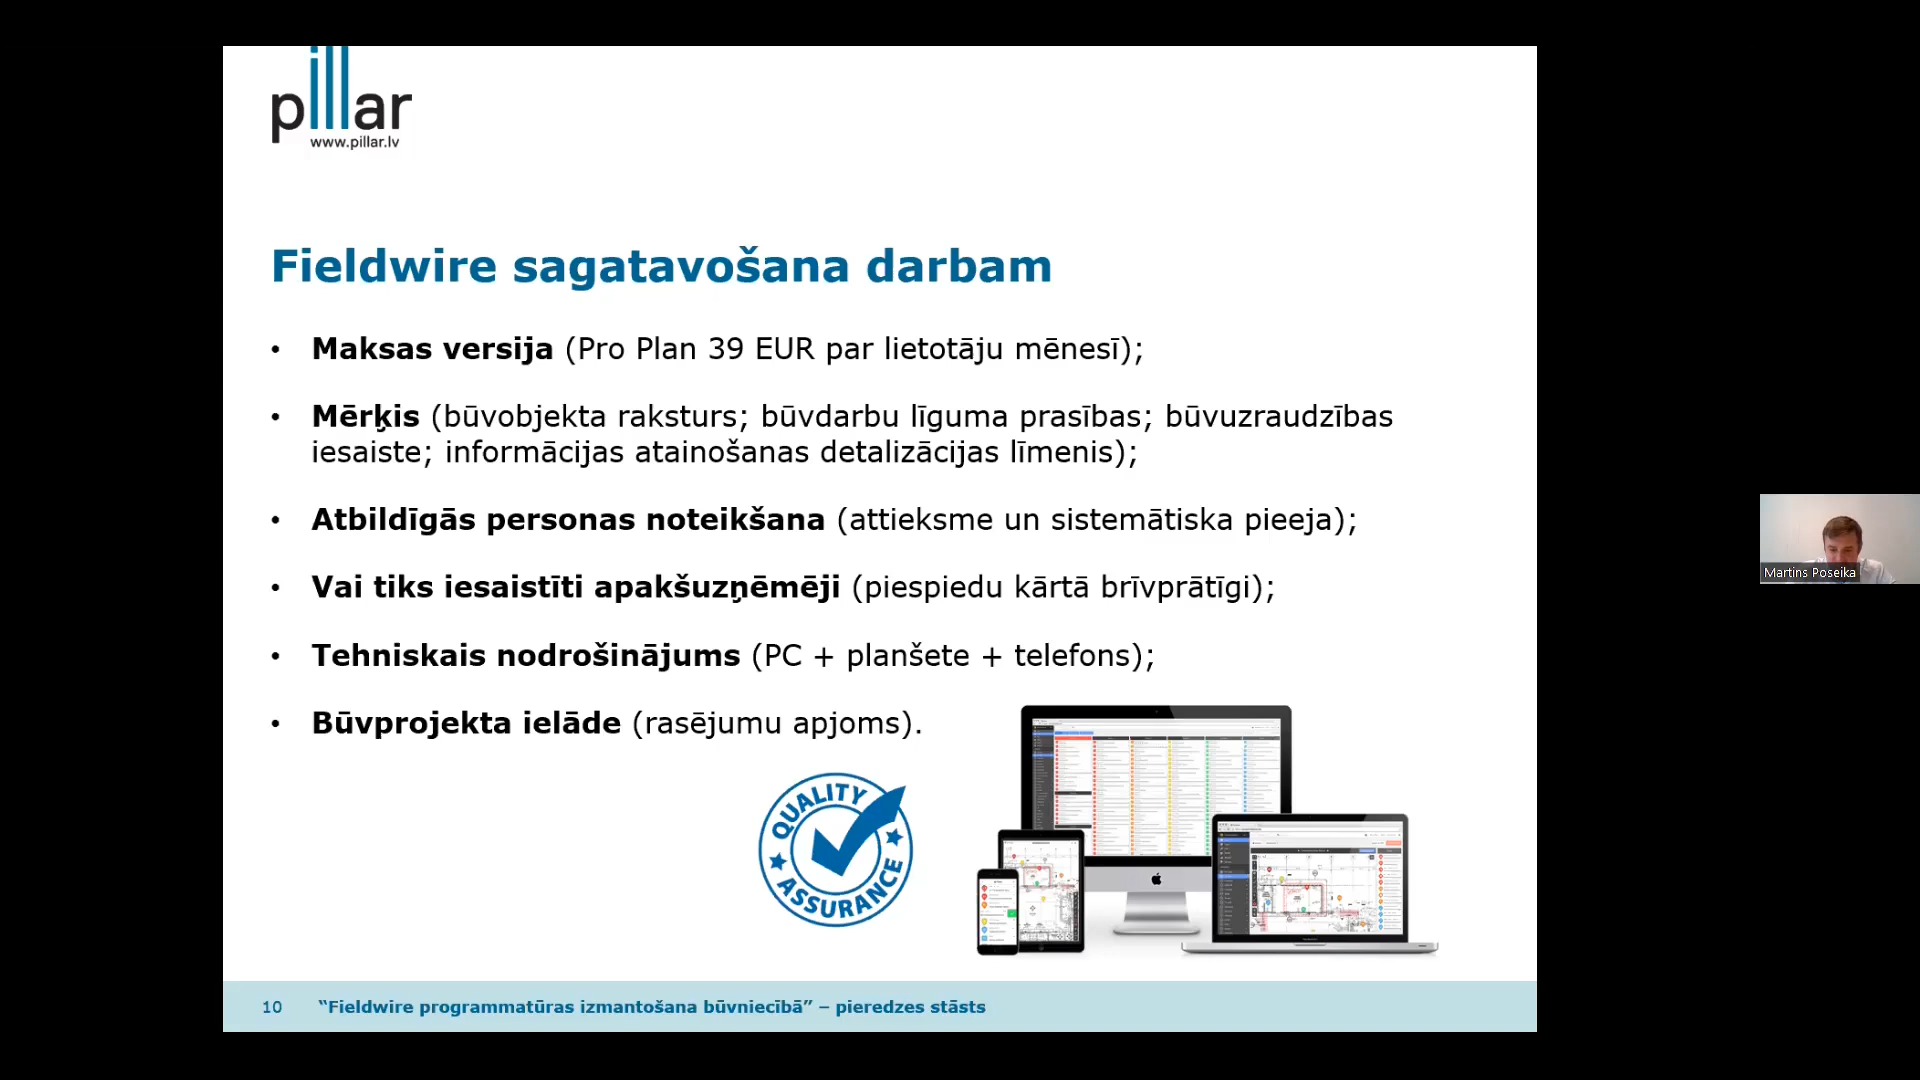 pillar
www.pillar.lv
Fieldwire sagatavošana darbam
• Maksas versija (Pro Plan 39 EUR par lietotāju mēnesī);
• Mērķis (būvobjekta raksturs; būvdarbu līguma prasības; būvuzraudzības
iesaiste; informācijas atainošanas detalizācijas līmenis);
• Atbildīgās personas noteikšana (attieksme un sistemātiska pieeja);
• Vai tiks iesaistīti apakšuzņēmēji (piespiedu kārtā brīvprātīgi);
• Tehniskais nodrošinājums (PC + planšete + telefons);
• Būvprojekta ielāde (rasējumu apjoms).
QUALITY
ASSURANCE
Martins Poseika
10 “Fieldwire programmatūras izmantošana būvniecībā” – pieredzes stāsts